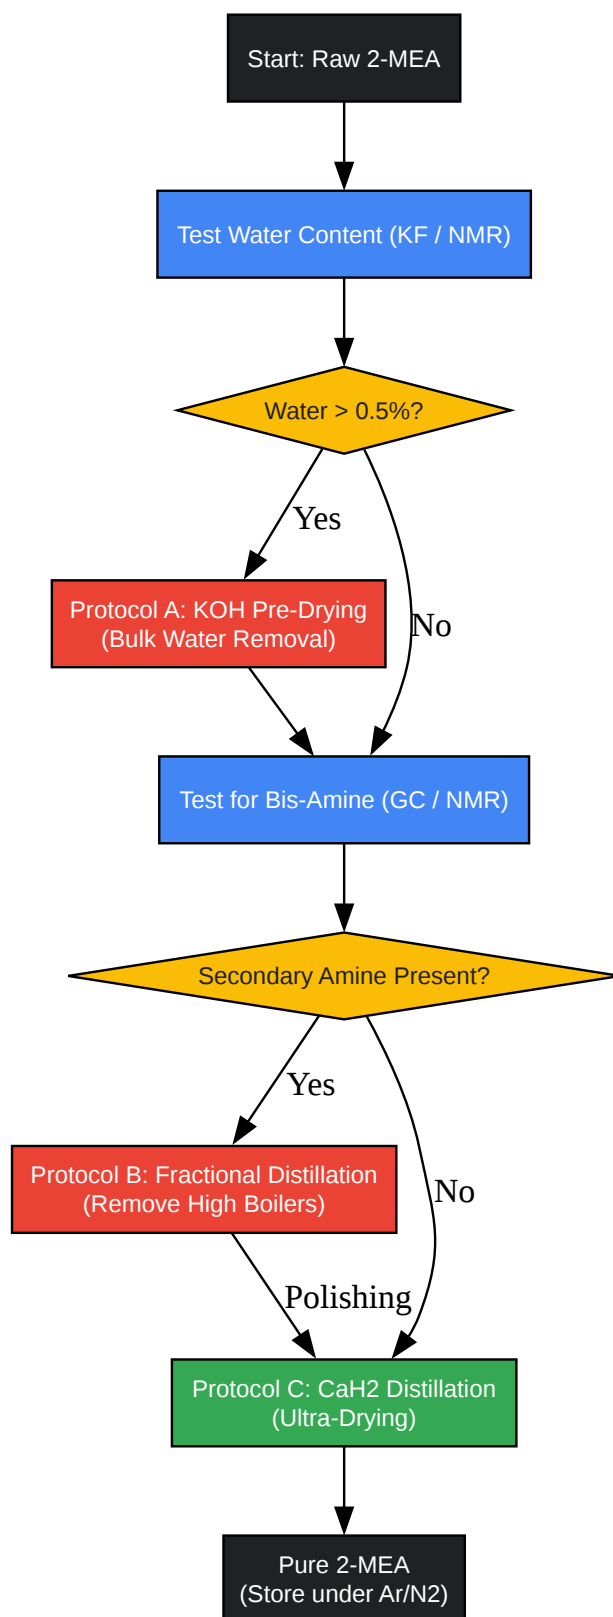 Start: Raw 2-MEA
Test Water Content (KF / NMR)
Water > 0.5%?
Yes
Protocol A: KOH Pre-Drying
(Bulk Water Removal)
No
Test for Bis-Amine (GC / NMR)
Secondary Amine Present?
Yes
Protocol B: Fractional Distillation
(Remove High Boilers)
No
Polishing
Protocol C: CaH2 Distillation
(Ultra-Drying)
Pure 2-MEA
(Store under Ar/N2)